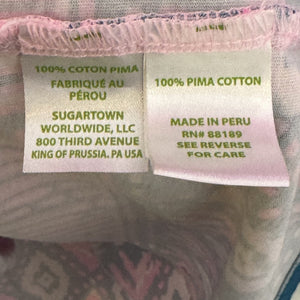 100% COTON PIMA
FABRIQUÉ AU
PÉROU
SUGARTOWN
WORLDWIDE, LLC
800 THIRD AVENUE
KING OF PRUSSIA. PA USA
100% PIMA COTTON
MADE IN PERU
RN# 88189
SEE REVERSE
FOR CARE